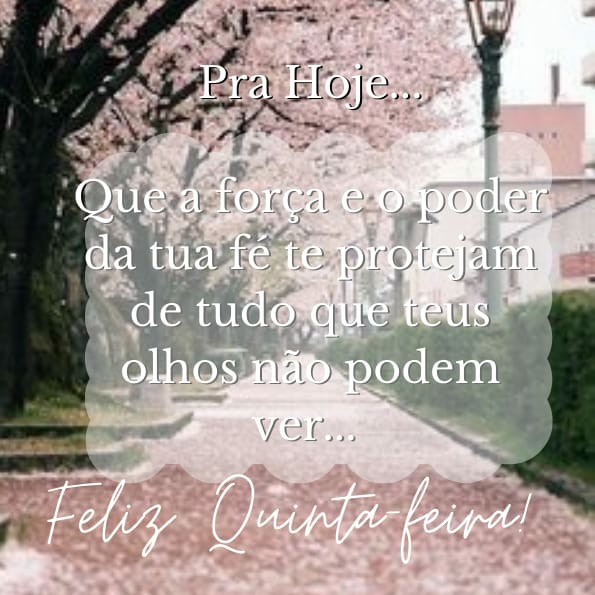 Pra Hoje...
Que a força e o poder
da tua fé te protejam
de tudo que teus
olhos não podem
ver...
Feliz Quinta-feira!